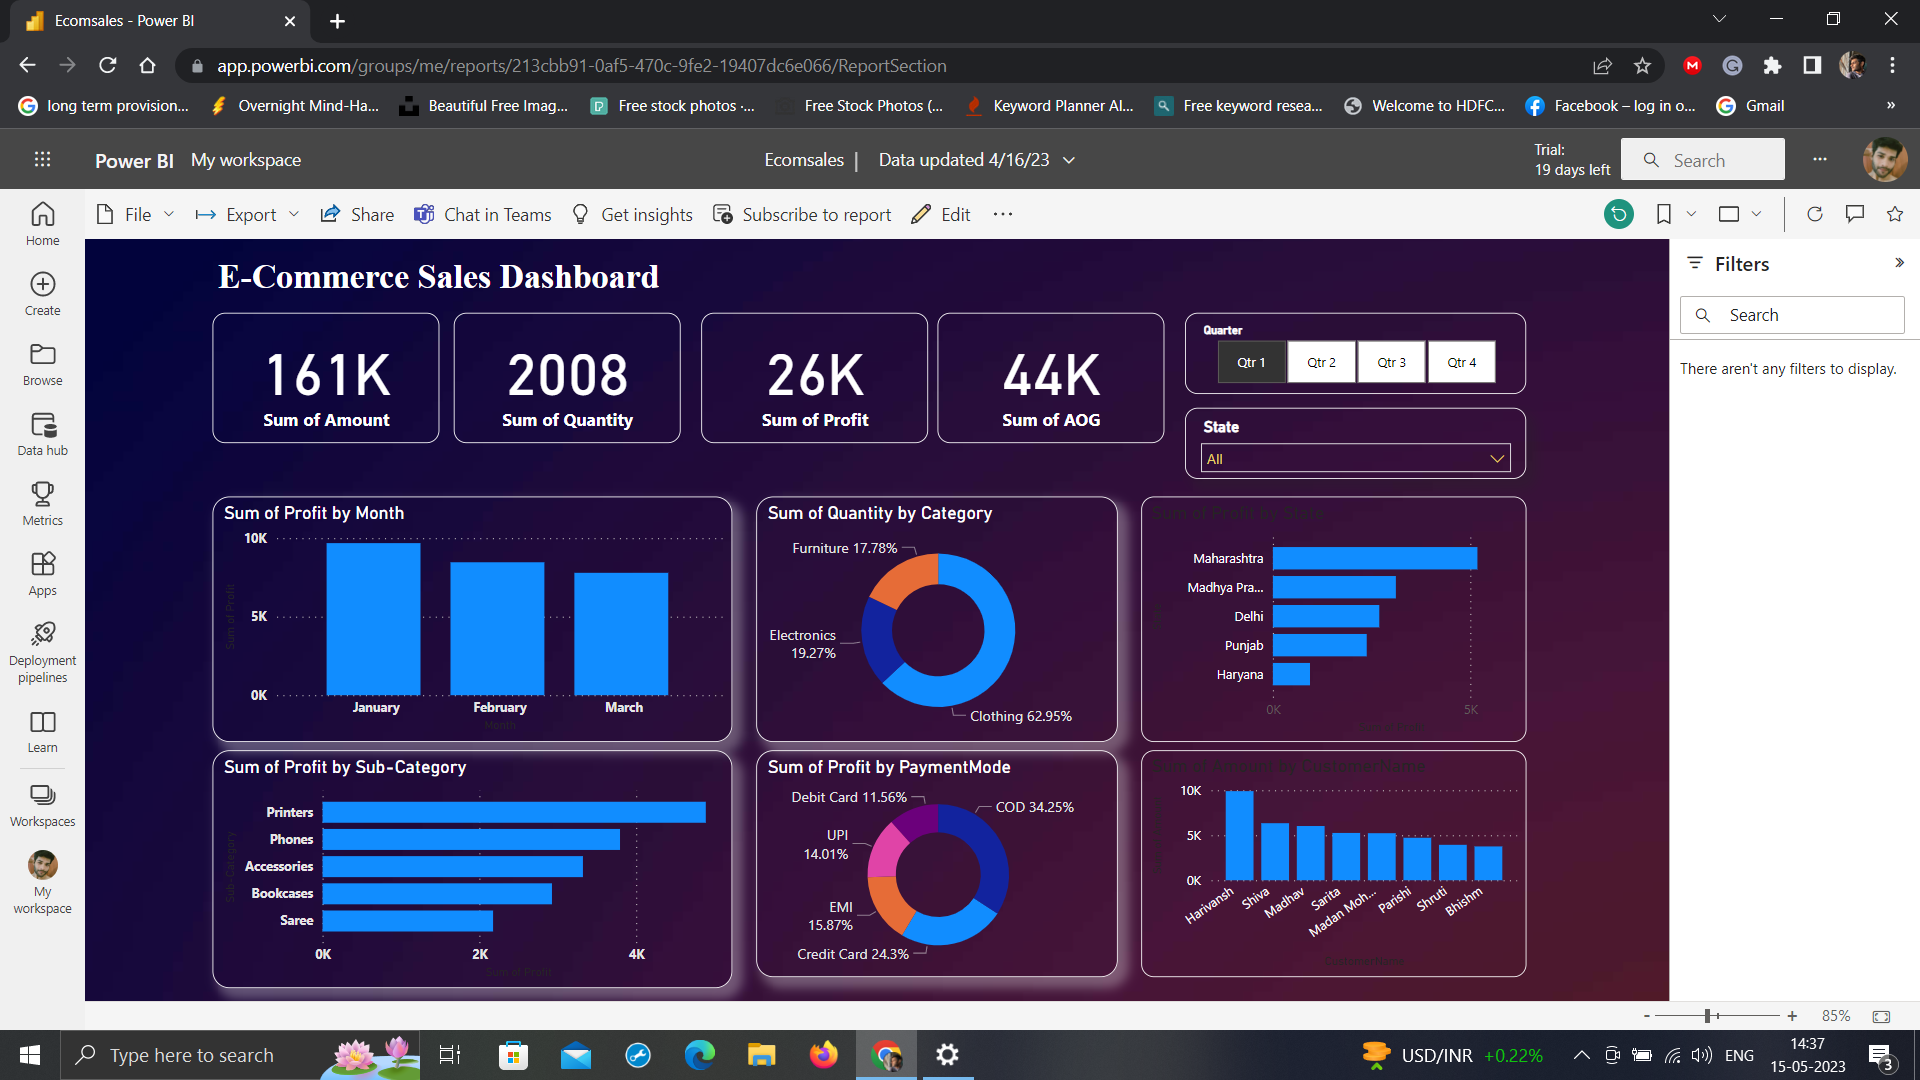 Ecomsales - Power BI
app.powerbi.com/groups/me/reports/213cbb91-0af5-470c-9fe2-19407dc6e066/ReportSection
long term provision...
Overnight Mind-Ha...
Beautiful Free Imag...
Free stock photos ·...
Free Stock Photos (...
Keyword Planner Al...
Free keyword resea...
Welcome to HDFC...
Facebook – log in o...
Gmail
Power BI My workspace
Ecomsales | Data updated 4/16/23
Trial:
19 days left
Search
File
Export
Share
Chat in Teams
Get insights
Subscribe to report
Edit
Home
Create
Browse
Data hub
Metrics
Apps
Deployment
pipelines
Learn
Workspaces
My
workspace
E-Commerce Sales Dashboard
161K
Sum of Amount
2008
Sum of Quantity
26K
Sum of Profit
44K
Sum of AOG
Quarter
Qtr 1
Qtr 2
Qtr 3
Qtr 4
State
All
Sum of Profit by Month
Sum of Profit
10K
5K
0K
January
February
March
Month
Sum of Quantity by Category
Furniture 17.78%
Electronics
19.27%
Clothing 62.95%
Sum of Profit by State
Maharashtra
Madhya Pra...
Delhi
Punjab
Haryana
0K
5K
Sum of Profit by Sub-Category
Sub-Category
Printers
Phones
Accessories
Bookcases
Saree
0K
2K
4K
Sum of Profit
Sum of Profit by PaymentMode
Debit Card 11.56%
COD 34.25%
UPI
14.01%
EMI
15.87%
Credit Card 24.3%
Sum of Amount by CustomerName
10K
5K
0K
Harivansh
Shiva
Madhav
Sarita
Madan Moh...
Parishi
Shruti
Bhishm
CustomerName
Filters
Search
There aren't any filters to display.
- + 85%
Type here to search
USD/INR +0.22%
ENG
14:37
15-05-2023
3